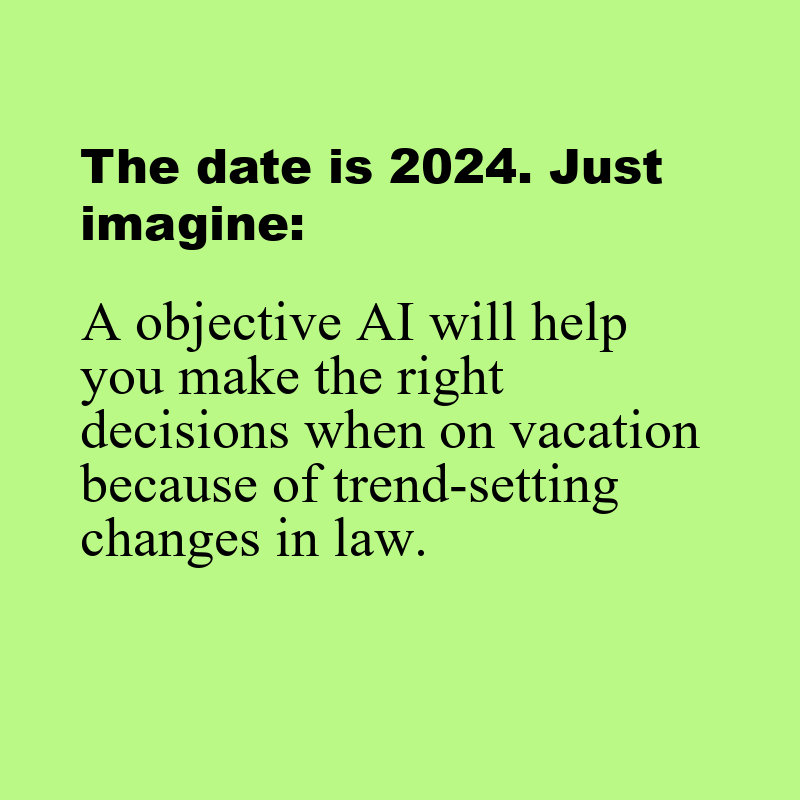 The date is 2024. Just
imagine:
A objective AI will help
you make the right
decisions when on vacation
because of trend-setting
changes in law.